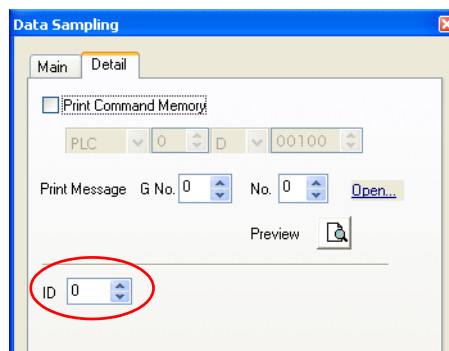 Data Sampling
Main Detail
Print Command Memory
PLC 0 D 00100
Print Message G No. 0 No. 0 Open...
Preview
ID 0